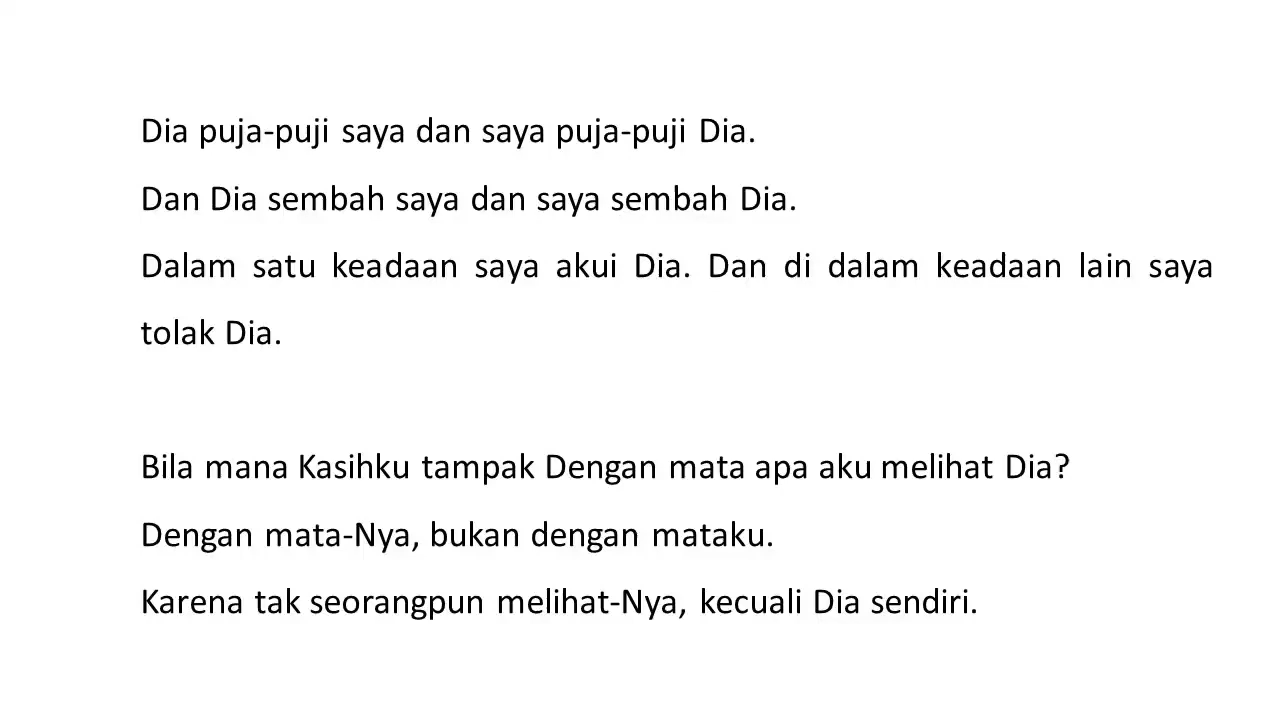 Dia puja-puji saya dan saya puja-puji Dia.
Dan Dia sembah saya dan saya sembah Dia.
Dalam satu keadaan saya akui Dia. Dan di dalam keadaan lain saya
tolak Dia.
Bila mana Kasihku tampak Dengan mata apa aku melihat Dia?
Dengan mata-Nya, bukan dengan mataku.
Karena tak seorangpun melihat-Nya, kecuali Dia sendiri.